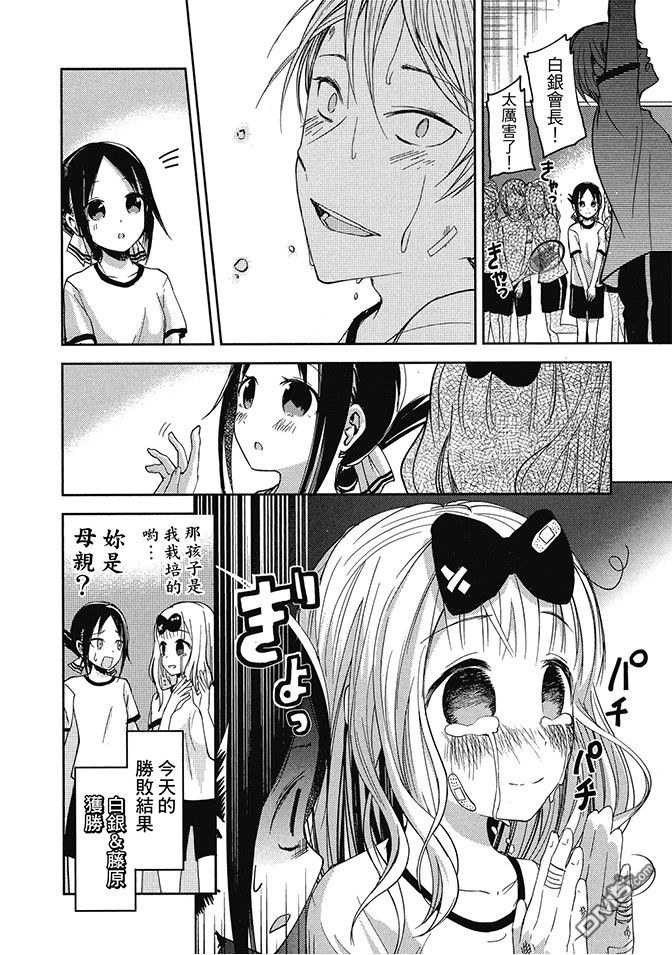 白銀會長！
太厲害了！
きゃっ
きゃっ
ぎょっ
パチ
パチ
那孩子是
我栽培的
喲…
妳是
母親？
今天的
勝敗結果
白銀&藤原
獲勝
DM5